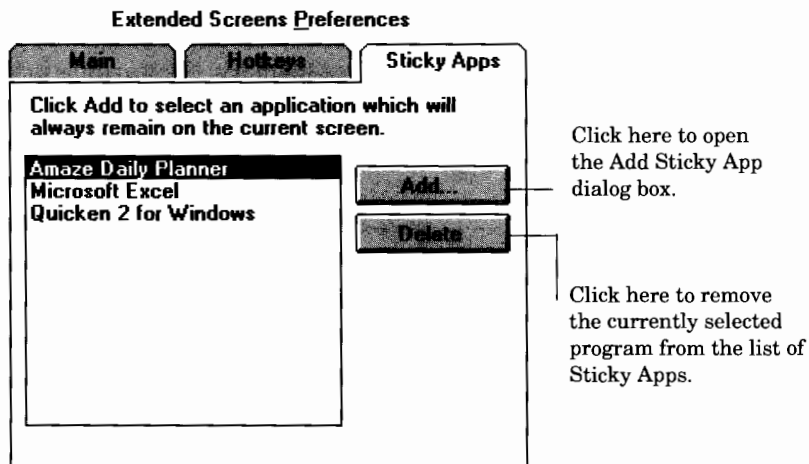 Extended Screens Preferences
Main Hotkeys Sticky Apps
Click Add to select an application which will
always remain on the current screen.
Amaze Daily Planner
Microsoft Excel
Quicken 2 for Windows
Add...
Delete
Click here to open
the Add Sticky App
dialog box.
Click here to remove
the currently selected
program from the list of
Sticky Apps.